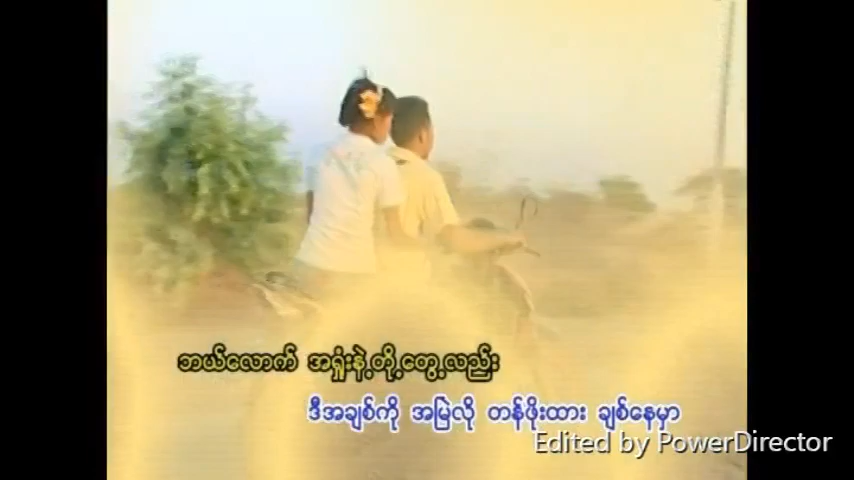 ဘယ်လောက် အရှုံးနဲ့တို့တွေ့လည်း
ဒီအချစ်ကို အမြဲလို တန်ဖိုးထား ချစ်နေမှာ
Edited by PowerDirector